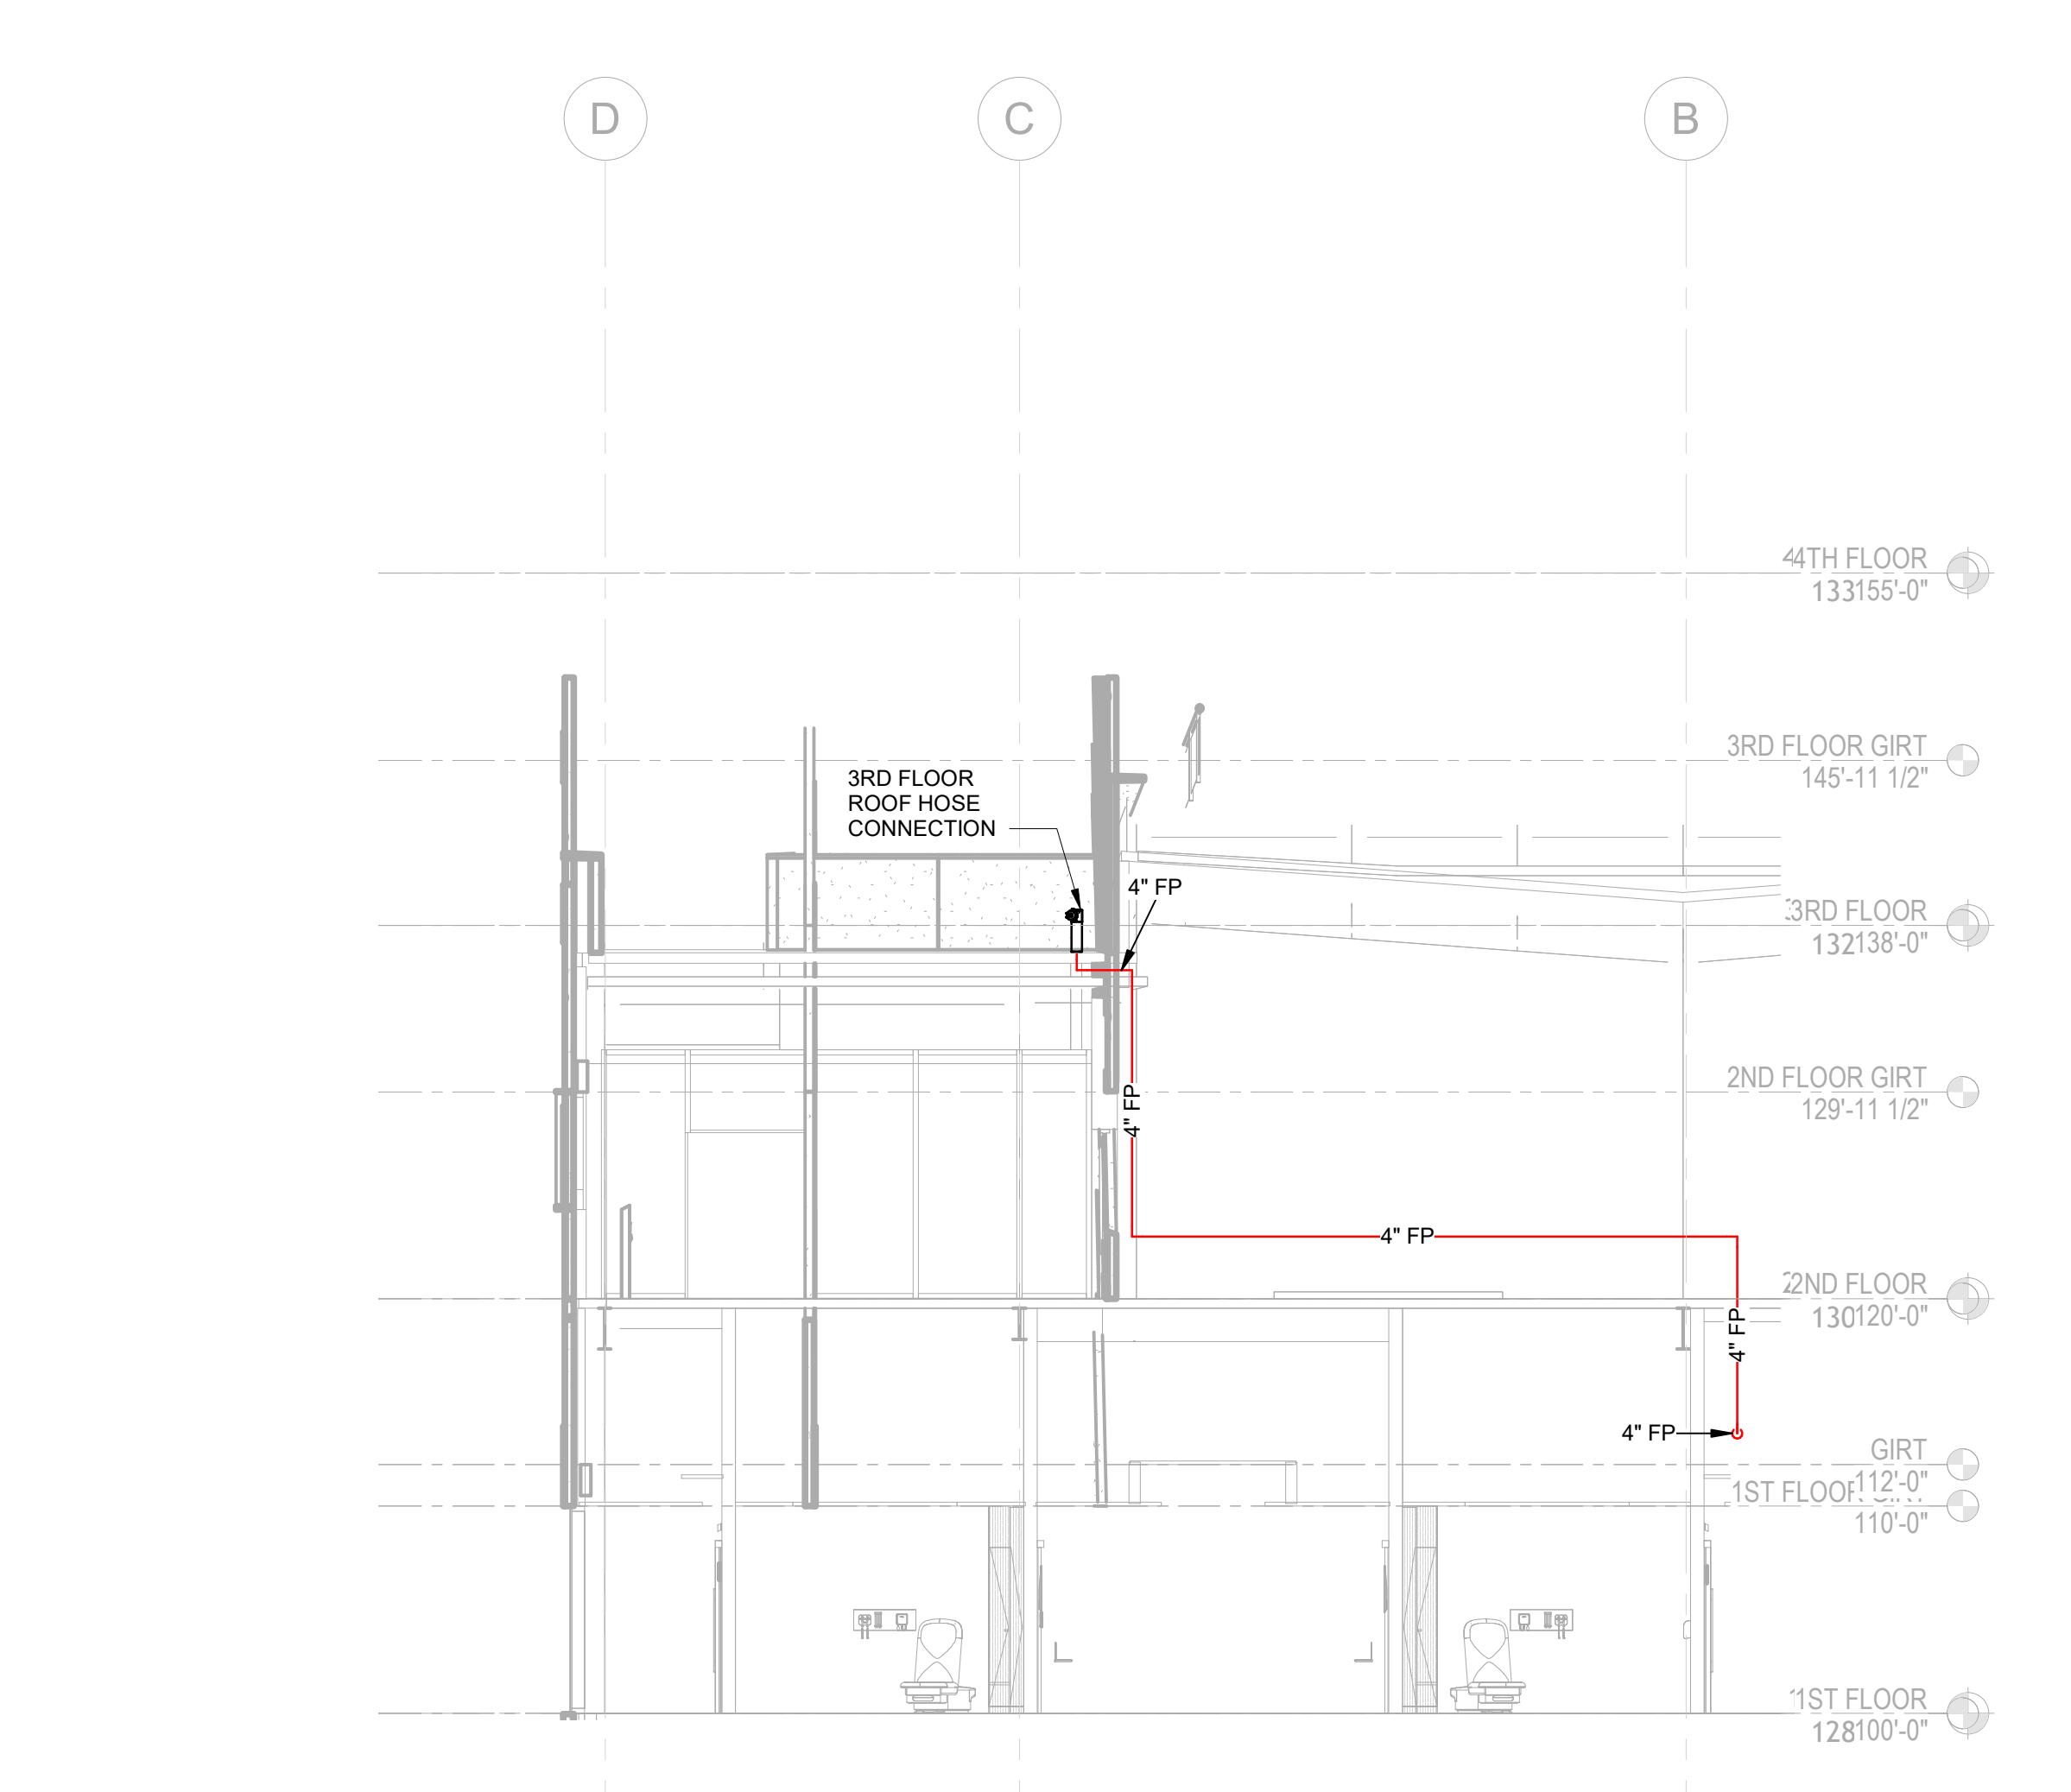 D
C
B
4TH FLOOR
133155'-0"
3RD FLOOR GIRT
145'-11 1/2"
3RD FLOOR
ROOF HOSE
CONNECTION
4" FP
3RD FLOOR
132138'-0"
2ND FLOOR GIRT
129'-11 1/2"
4" FP
4" FP
2ND FLOOR
130120'-0"
4" FP
4" FP
GIRT
112'-0"
1ST FLOOR GIRT
110'-0"
1ST FLOOR
128100'-0"